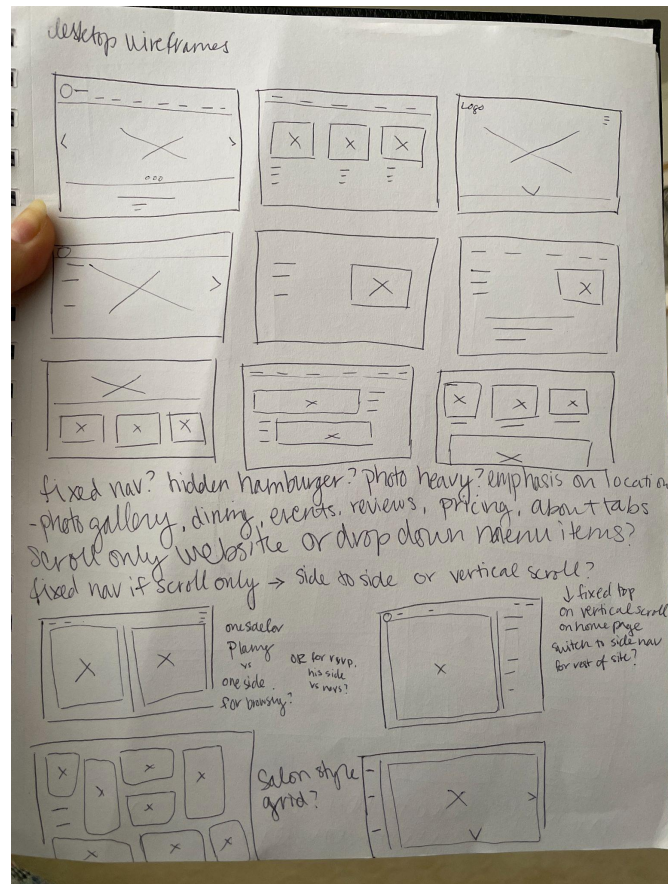 desktop wireframes
Logo
fixed nav? hidden hamburger? photo heavy? emphasis on location
-photo gallery, dining, events, reviews, pricing, about tabs
scroll only website or drop down menu items?
fixed nav if scroll only → side to side or vertical scroll?
↓ fixed top
on vertical scroll
on home page
switch to side nav
for rest of site?
one side for
vs
one side
for browsing?
OR for rsvp.
his side
vs hers?
salon style
grid?